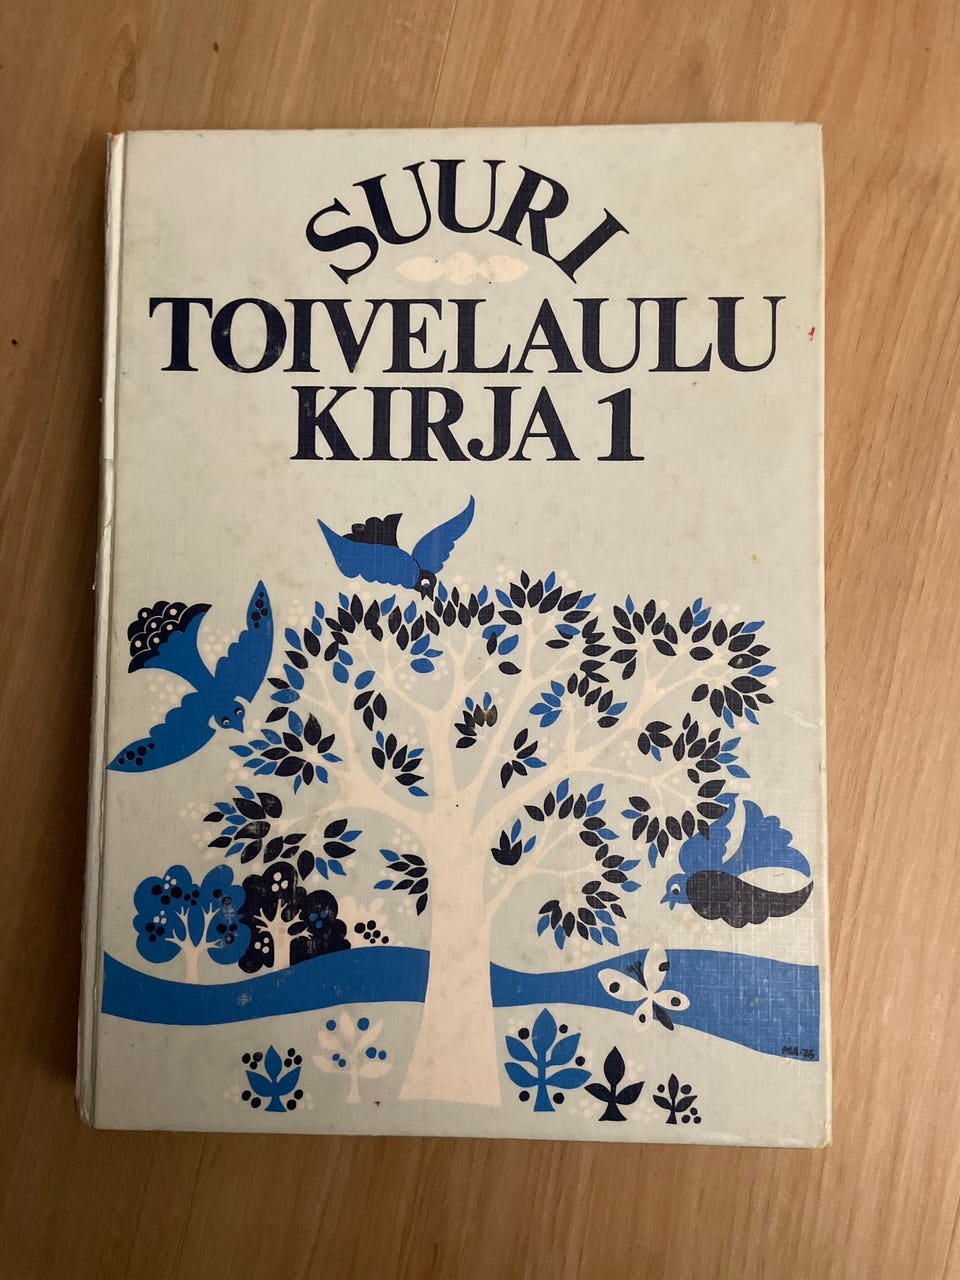 SUURI
TOIVELAULU
KIRJA 1
MA-76